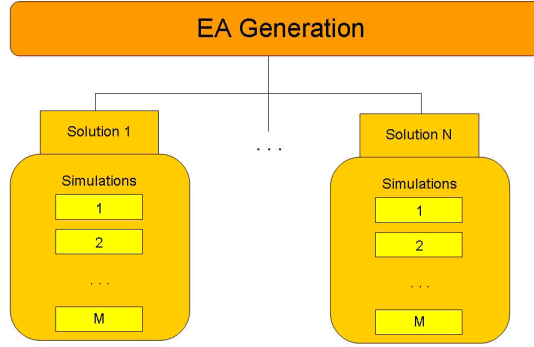 EA Generation
Solution 1
Simulations
1
2
. . .
M
. . .
Solution N
Simulations
1
2
. . .
M